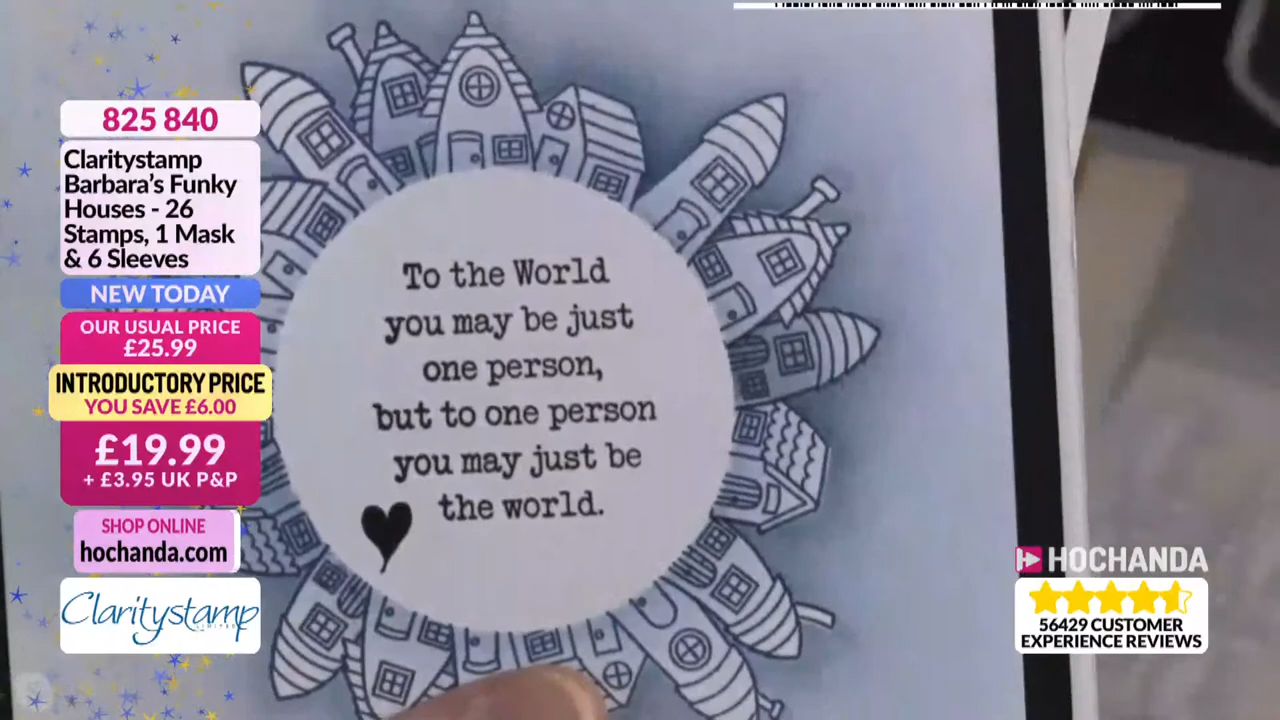 825 840
Claritystamp
Barbara's Funky
Houses - 26
Stamps, 1 Mask
& 6 Sleeves
NEW TODAY
OUR USUAL PRICE
£25.99
INTRODUCTORY PRICE
YOU SAVE £6.00
£19.99
+ £3.95 UK P&P
SHOP ONLINE
hochanda.com
Claritystamp
LIMITED
To the World
you may be just
one person,
but to one person
you may just be
the world.
HOCHANDA
56429 CUSTOMER
EXPERIENCE REVIEWS